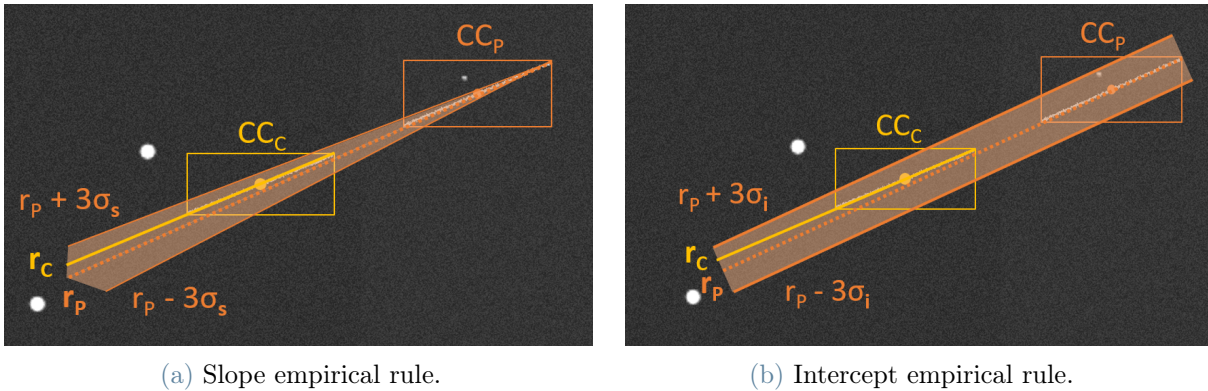 CC_P
CC_C
r_P + 3σ_s
r_C
r_P
r_P - 3σ_s
(a) Slope empirical rule.
CC_P
CC_C
r_P + 3σ_i
r_C
r_P
r_P - 3σ_i
(b) Intercept empirical rule.